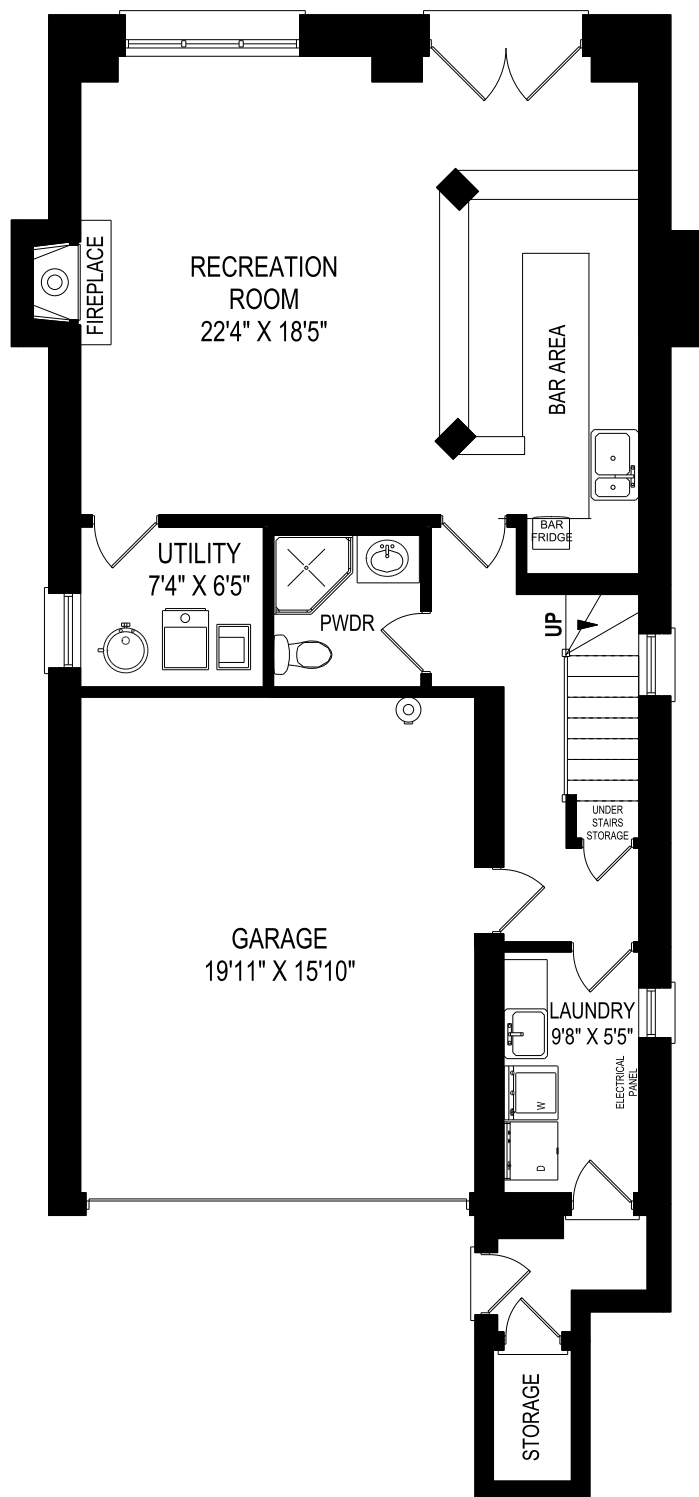 FIREPLACE
RECREATION
ROOM
22'4" X 18'5"
BAR AREA
BAR
FRIDGE
UTILITY
7'4" X 6'5"
PWDR
UP
UNDER
STAIRS
STORAGE
GARAGE
19'11" X 15'10"
LAUNDRY
9'8" X 5'5"
ELECTRICAL
PANEL
W
D
STORAGE